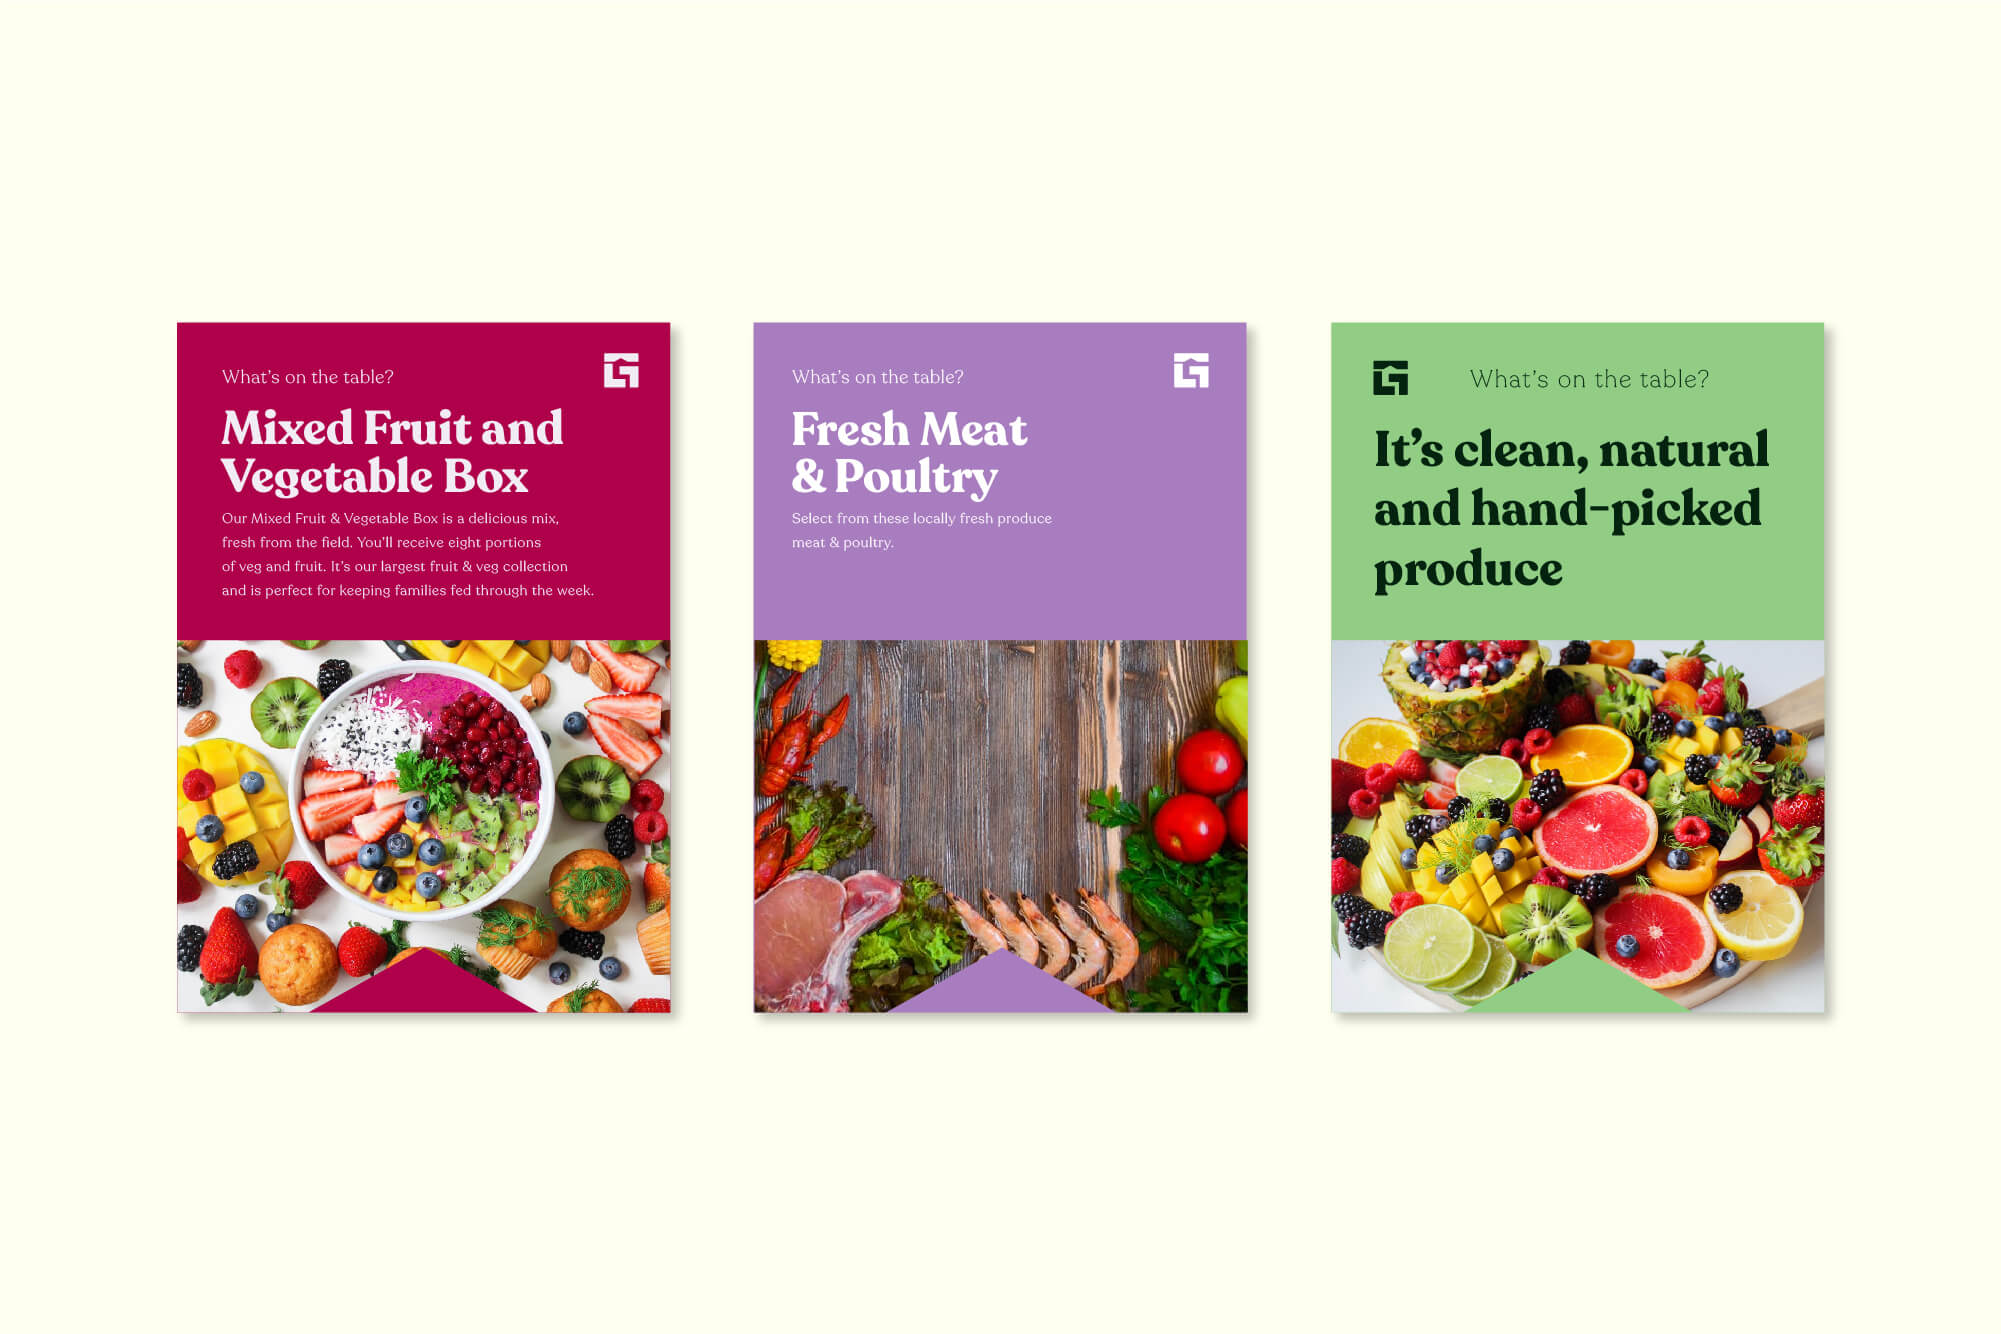 What's on the table?
Mixed Fruit and
Vegetable Box
Our Mixed Fruit & Vegetable Box is a delicious mix,
fresh from the field. You'll receive eight portions
of veg and fruit. It's our largest fruit & veg collection
and is perfect for keeping families fed through the week.
What's on the table?
Fresh Meat
& Poultry
Select from these locally fresh produce
meat & poultry.
What's on the table?
It's clean, natural
and hand-picked
produce